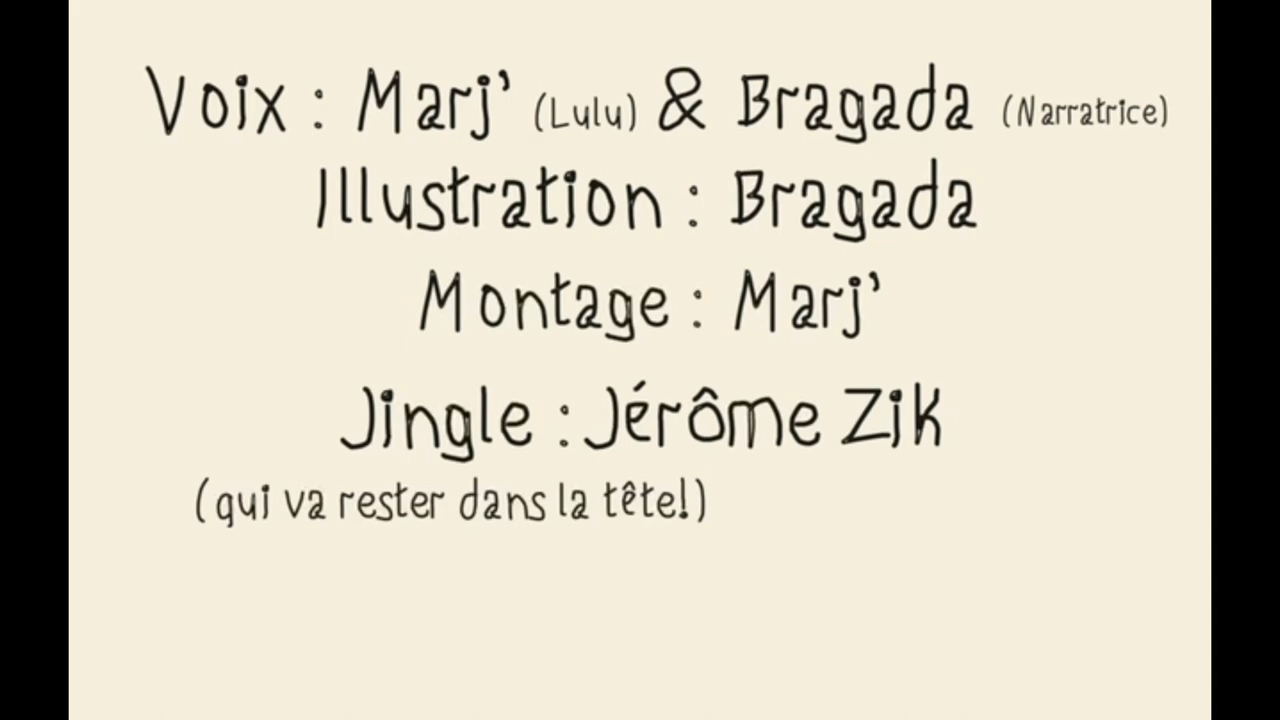 Voix : Marj' (Lulu) & Bragada (Narratrice)
Illustration : Bragada
Montage : Marj'
Jingle : Jérôme Zik
(qui va rester dans la tête!)